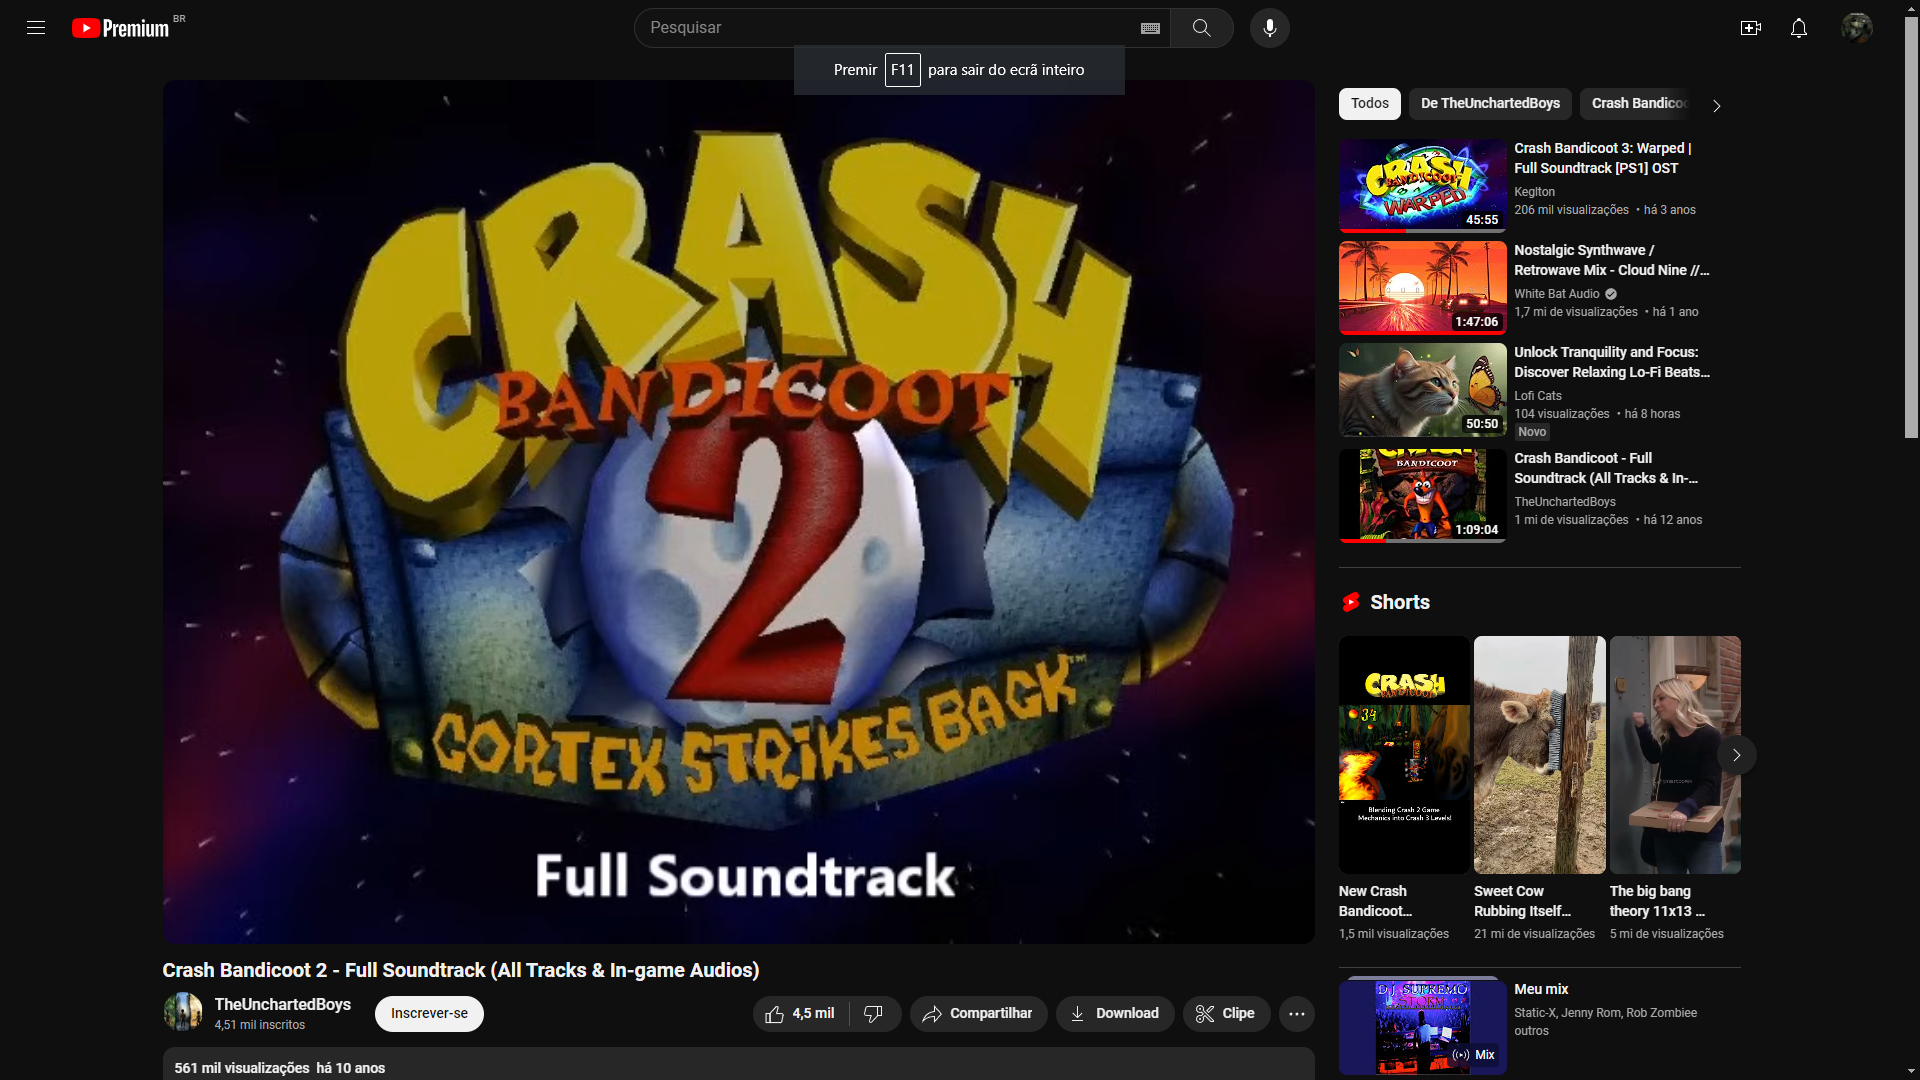 Premium BR
Pesquisar
Premir F11 para sair do ecrã inteiro
CRASH
BANDICOOT
2
CORTEX STRIKES BACK™
Full Soundtrack
Crash Bandicoot 2 - Full Soundtrack (All Tracks & In-game Audios)
TheUnchartedBoys
4,51 mil inscritos
Inscrever-se
4,5 mil
Compartilhar
Download
Clipe
561 mil visualizações há 10 anos
Todos
De TheUnchartedBoys
Crash Bandicoo
CRASH
BANDICOOT
WARPED
45:55
Crash Bandicoot 3: Warped |
Full Soundtrack [PS1] OST
Keglton
206 mil visualizações • há 3 anos
1:47:06
Nostalgic Synthwave /
Retrowave Mix - Cloud Nine //...
White Bat Audio
1,7 mi de visualizações • há 1 ano
50:50
Unlock Tranquility and Focus:
Discover Relaxing Lo-Fi Beats...
Lofi Cats
104 visualizações • há 8 horas
Novo
BANDICOOT
1:09:04
Crash Bandicoot - Full
Soundtrack (All Tracks & In-...
TheUnchartedBoys
1 mi de visualizações • há 12 anos
Shorts
CRASH
BANDICOOT
34
Blending Crash 2 Game
Mechanics into Crash 3 Levels!
New Crash
Bandicoot...
1,5 mil visualizações
Sweet Cow
Rubbing Itself...
21 mi de visualizações
The big bang
theory 11x13 ...
5 mi de visualizações
DJ SUPREMO
STORM
Mix
Meu mix
Static-X, Jenny Rom, Rob Zombiee
outros